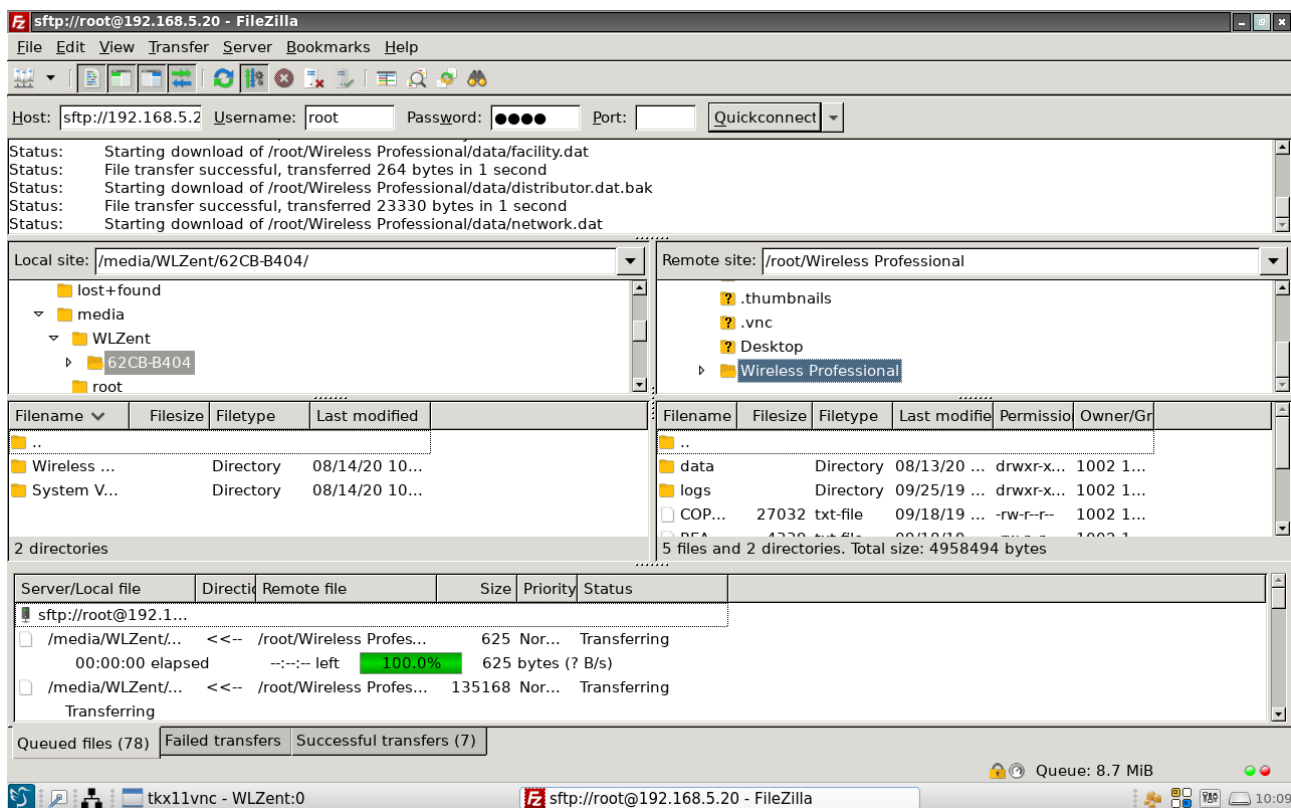 sftp://root@192.168.5.20 - FileZilla
File Edit View Transfer Server Bookmarks Help
Host: sftp://192.168.5.2 Username: root Password: ●●●● Port: Quickconnect
Status: Starting download of /root/Wireless Professional/data/facility.dat
Status: File transfer successful, transferred 264 bytes in 1 second
Status: Starting download of /root/Wireless Professional/data/distributor.dat.bak
Status: File transfer successful, transferred 23330 bytes in 1 second
Status: Starting download of /root/Wireless Professional/data/network.dat
Local site: /media/WLZent/62CB-B404/
lost+found
media
WLZent
62CB-B404
root
Remote site: /root/Wireless Professional
.thumbnails
.vnc
Desktop
Wireless Professional
Filename Filesize Filetype Last modified
..
Wireless ... Directory 08/14/20 10...
System V... Directory 08/14/20 10...
2 directories
Filename Filesize Filetype Last modifie Permissio Owner/Gr
..
data Directory 08/13/20 ... drwxr-x... 1002 1...
logs Directory 09/25/19 ... drwxr-x... 1002 1...
COP... 27032 txt-file 09/18/19 ... -rw-r--r-- 1002 1...
5 files and 2 directories. Total size: 4958494 bytes
Server/Local file Directic Remote file Size Priority Status
sftp://root@192.1...
/media/WLZent/... <<-- /root/Wireless Profes... 625 Nor... Transferring
00:00:00 elapsed --:--:-- left 100.0% 625 bytes (? B/s)
/media/WLZent/... <<-- /root/Wireless Profes... 135168 Nor... Transferring
Transferring
Queued files (78) Failed transfers Successful transfers (7)
Queue: 8.7 MiB
tkx11vnc - WLZent:0 sftp://root@192.168.5.20 - FileZilla 10:09